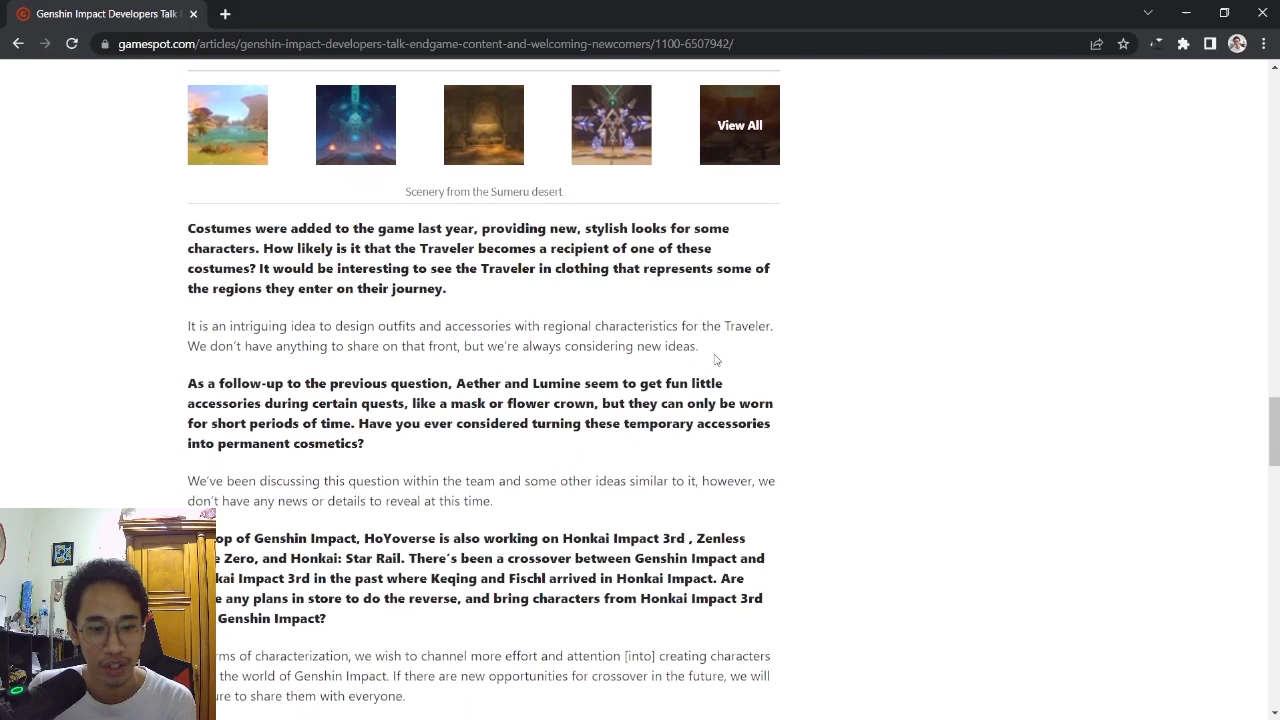 Genshin Impact Developers Talk
gamespot.com/articles/genshin-impact-developers-talk-endgame-content-and-welcoming-newcomers/1100-6507942/
View All
Scenery from the Sumeru desert
Costumes were added to the game last year, providing new, stylish looks for some
characters. How likely is it that the Traveler becomes a recipient of one of these
costumes? It would be interesting to see the Traveler in clothing that represents some of
the regions they enter on their journey.
It is an intriguing idea to design outfits and accessories with regional characteristics for the Traveler.
We don't have anything to share on that front, but we're always considering new ideas.
As a follow-up to the previous question, Aether and Lumine seem to get fun little
accessories during certain quests, like a mask or flower crown, but they can only be worn
for short periods of time. Have you ever considered turning these temporary accessories
into permanent cosmetics?
We've been discussing this question within the team and some other ideas similar to it, however, we
don't have any news or details to reveal at this time.
op of Genshin Impact, HoYoverse is also working on Honkai Impact 3rd , Zenless
Zero, and Honkai: Star Rail. There's been a crossover between Genshin Impact and
kai Impact 3rd in the past where Keqing and Fischl arrived in Honkai Impact. Are
any plans in store to do the reverse, and bring characters from Honkai Impact 3rd
Genshin Impact?
rms of characterization, we wish to channel more effort and attention [into] creating characters
the world of Genshin Impact. If there are new opportunities for crossover in the future, we will
ure to share them with everyone.